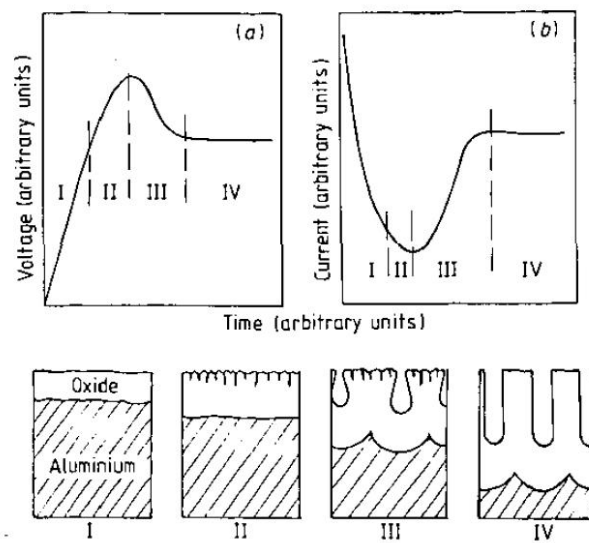 (a)
Voltage (arbitrary units)
I II III IV
(b)
Current (arbitrary units)
I II III IV
Time (arbitrary units)
Oxide
Aluminium
I II III IV